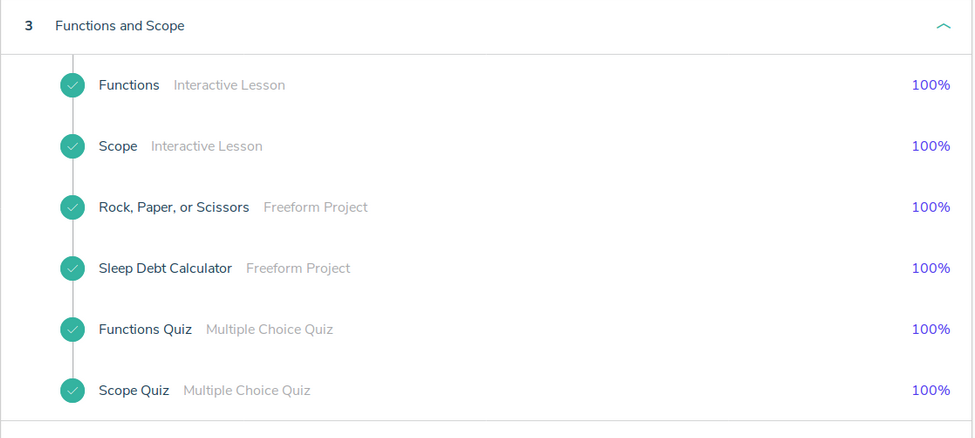 3 Functions and Scope
Functions Interactive Lesson 100%
Scope Interactive Lesson 100%
Rock, Paper, or Scissors Freeform Project 100%
Sleep Debt Calculator Freeform Project 100%
Functions Quiz Multiple Choice Quiz 100%
Scope Quiz Multiple Choice Quiz 100%